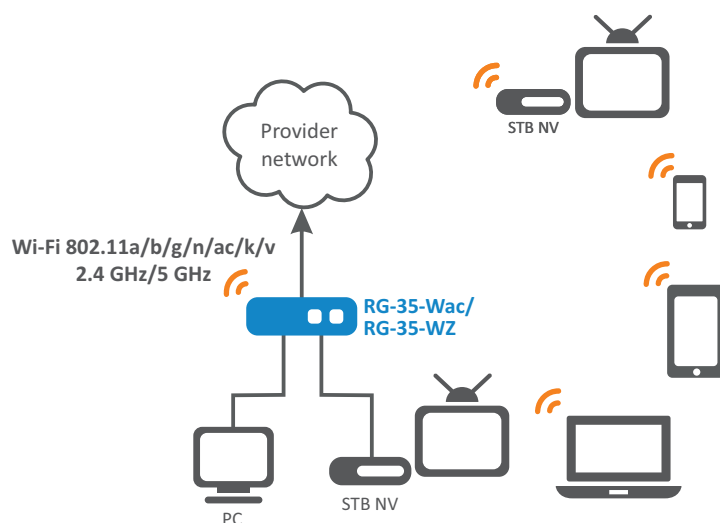 STB NV
Provider
network
Wi-Fi 802.11a/b/g/n/ac/k/v
2.4 GHz/5 GHz
RG-35-Wac/
RG-35-WZ
STB NV
PC